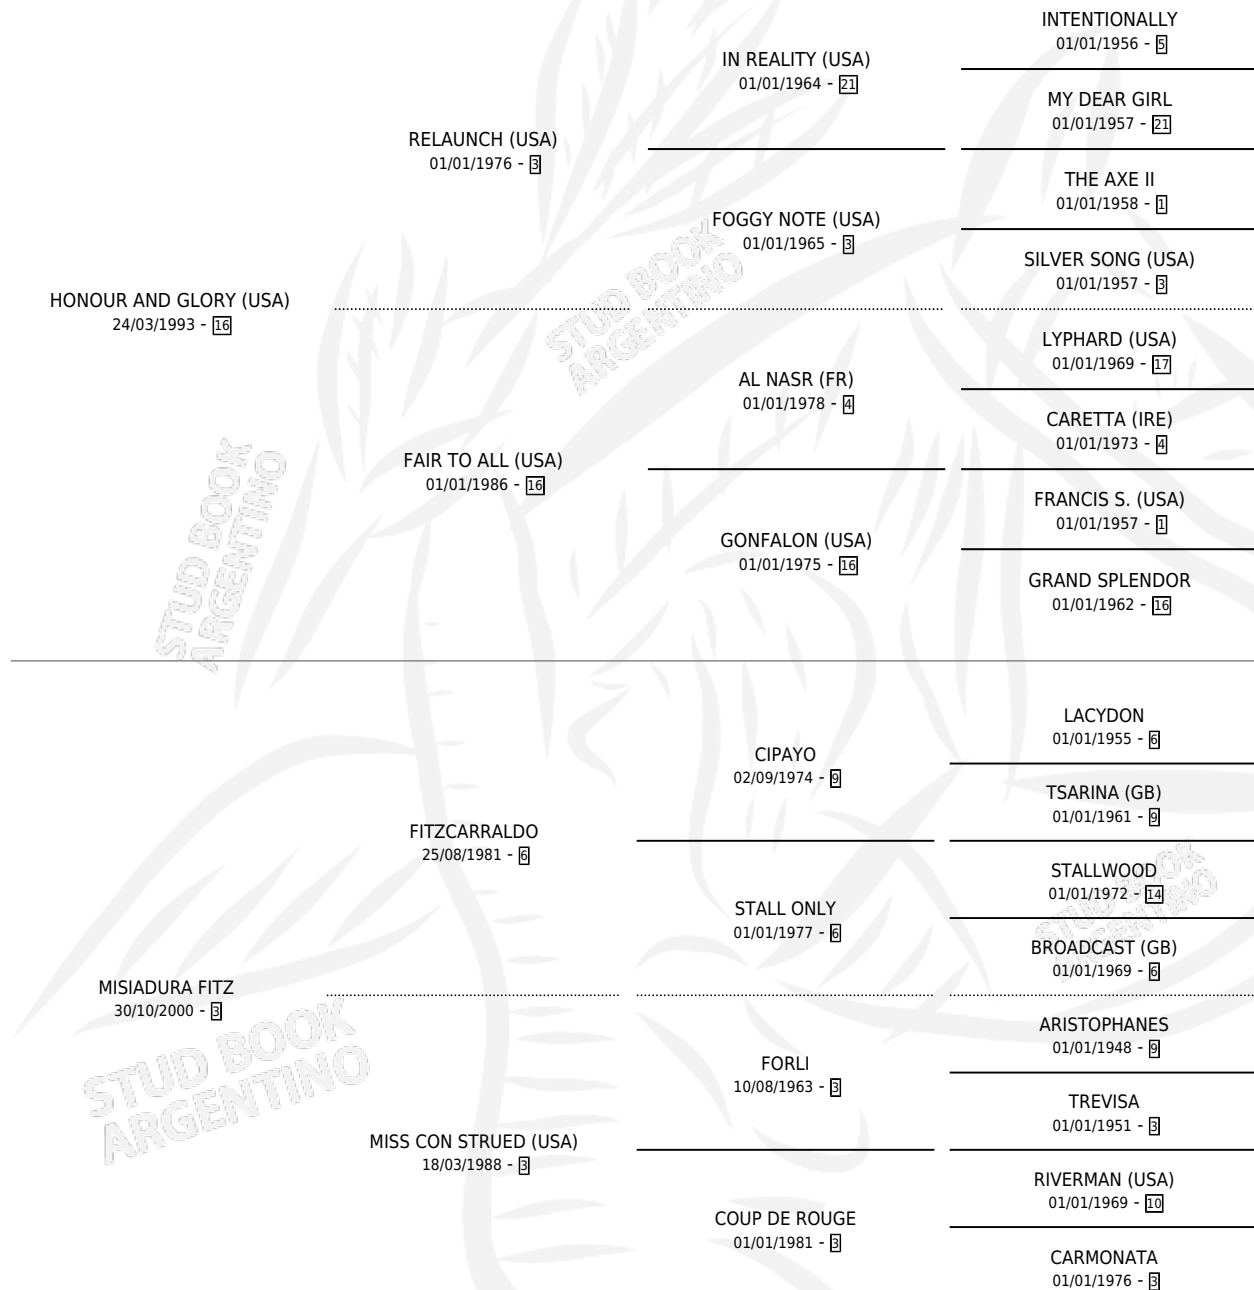 INTENTIONALLY
01/01/1956 - 5
IN REALITY (USA)
01/01/1964 - 21
MY DEAR GIRL
01/01/1957 - 21
RELAUNCH (USA)
01/01/1976 - 3
THE AXE II
01/01/1958 - 1
FOGGY NOTE (USA)
01/01/1965 - 3
SILVER SONG (USA)
01/01/1957 - 3
HONOUR AND GLORY (USA)
24/03/1993 - 16
LYPHARD (USA)
01/01/1969 - 17
AL NASR (FR)
01/01/1978 - 4
CARETTA (IRE)
01/01/1973 - 4
FAIR TO ALL (USA)
01/01/1986 - 16
FRANCIS S. (USA)
01/01/1957 - 1
GONFALON (USA)
01/01/1975 - 16
GRAND SPLENDOR
01/01/1962 - 16
LACYDON
01/01/1955 - 6
CIPAYO
02/09/1974 - 9
TSARINA (GB)
01/01/1961 - 9
FITZCARRALDO
25/08/1981 - 6
STALLWOOD
01/01/1972 - 14
STALL ONLY
01/01/1977 - 6
BROADCAST (GB)
01/01/1969 - 6
MISIADURA FITZ
30/10/2000 - 3
ARISTOPHANES
01/01/1948 - 9
FORLI
10/08/1963 - 3
TREVISA
01/01/1951 - 3
MISS CON STRUED (USA)
18/03/1988 - 3
RIVERMAN (USA)
01/01/1969 - 10
COUP DE ROUGE
01/01/1981 - 3
CARMONATA
01/01/1976 - 3
STUD BOOK
ARGENTINO
STUD BOOK
ARGENTINO
STUD BOOK
ARGENTINO
STUD BOOK
ARGENTINO